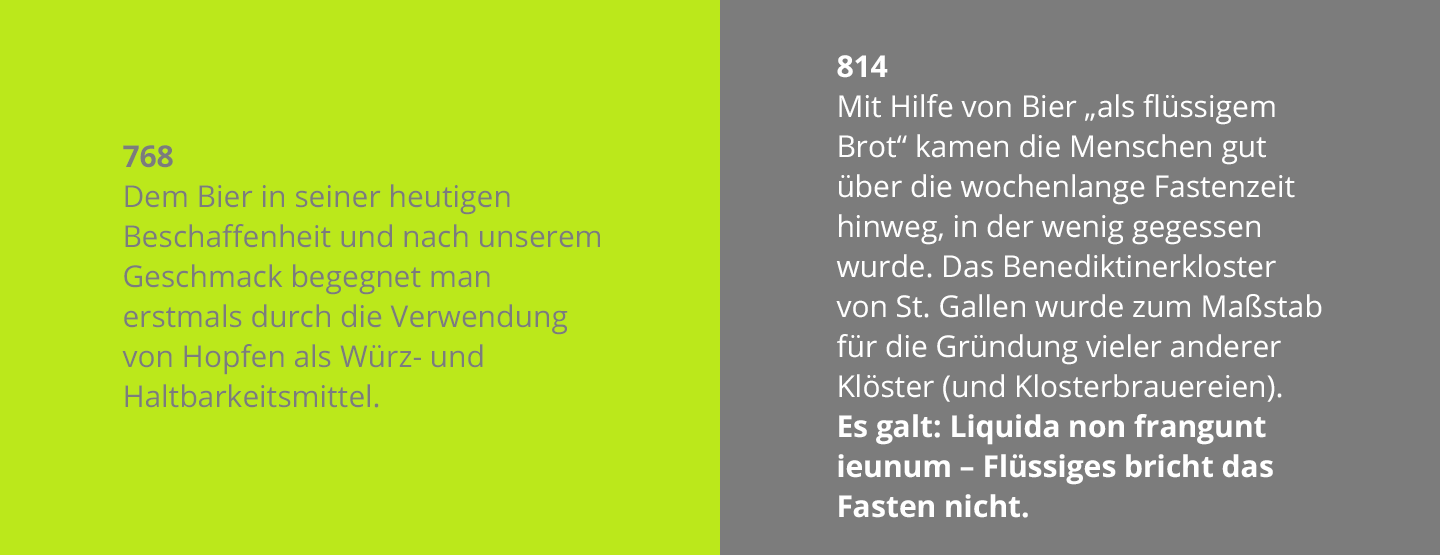 768
Dem Bier in seiner heutigen
Beschaffenheit und nach unserem
Geschmack begegnet man
erstmals durch die Verwendung
von Hopfen als Würz- und
Haltbarkeitsmittel.
814
Mit Hilfe von Bier „als flüssigem
Brot“ kamen die Menschen gut
über die wochenlange Fastenzeit
hinweg, in der wenig gegessen
wurde. Das Benediktinerkloster
von St. Gallen wurde zum Maßstab
für die Gründung vieler anderer
Klöster (und Klosterbrauereien).
Es galt: Liquida non frangunt
ieunum – Flüssiges bricht das
Fasten nicht.